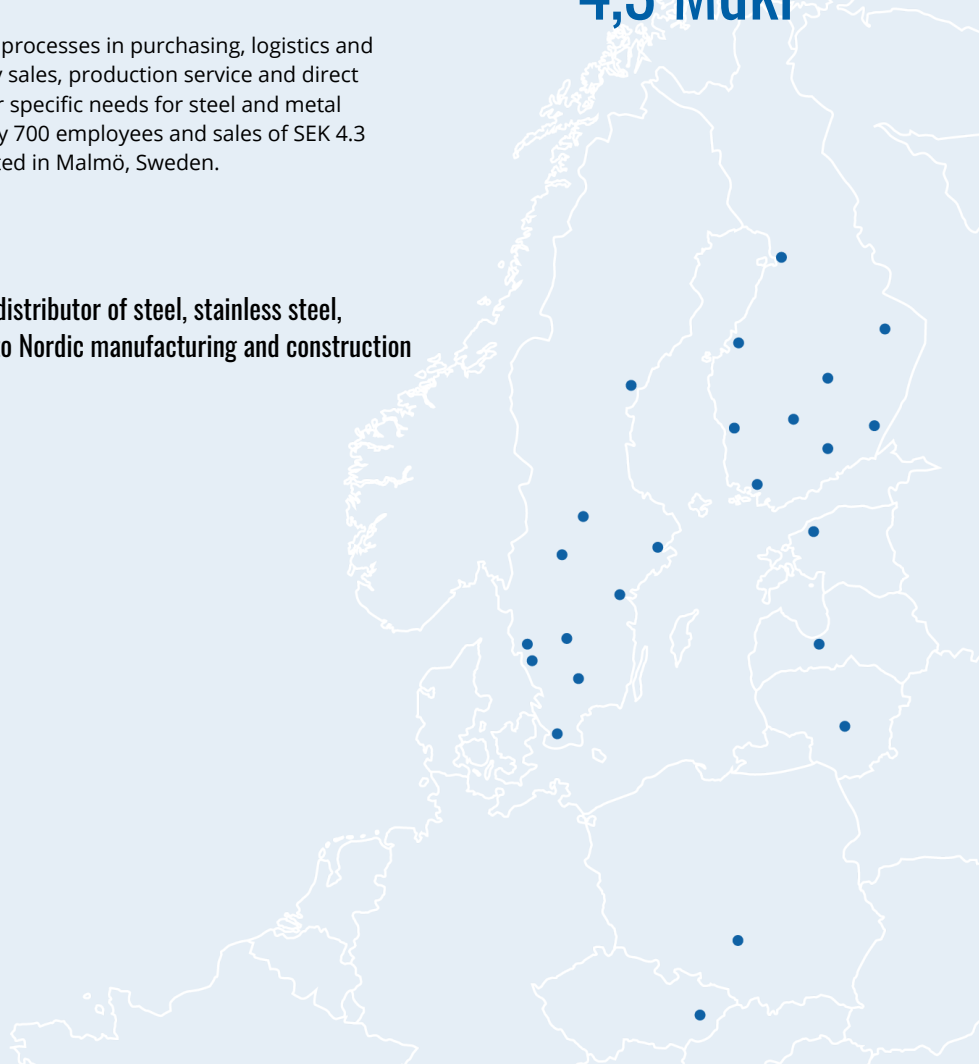 4,3 Mdkr
processes in purchasing, logistics and
sales, production service and direct
specific needs for steel and metal
700 employees and sales of SEK 4.3
in Malmö, Sweden.
distributor of steel, stainless steel,
to Nordic manufacturing and construction